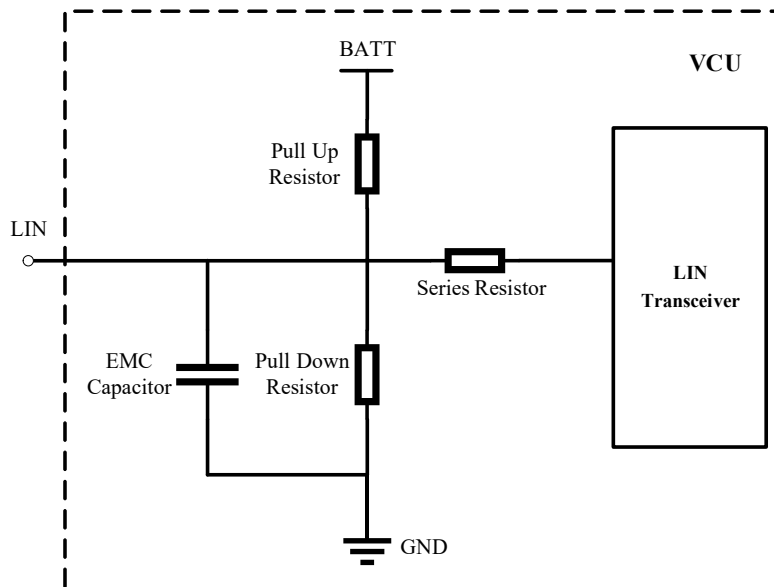 BATT
VCU
Pull Up
Resistor
LIN
Series Resistor
LIN
Transceiver
EMC
Capacitor
Pull Down
Resistor
GND